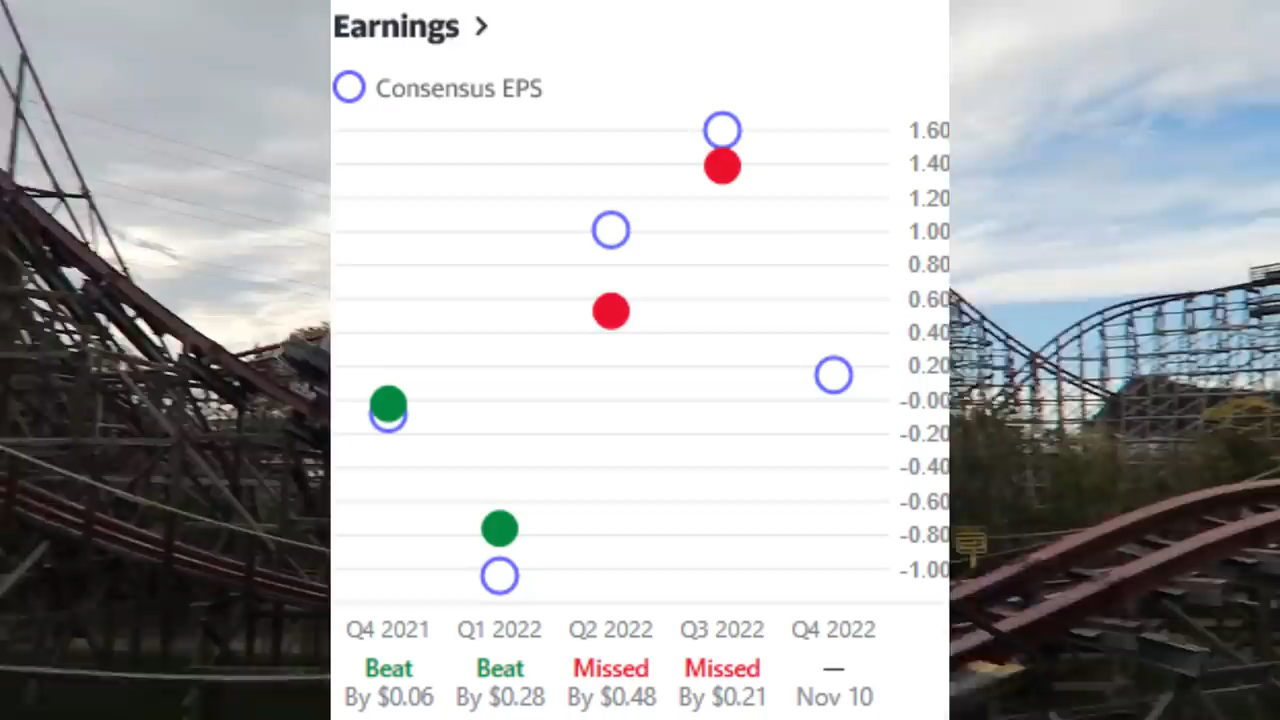 Earnings >
Consensus EPS
1.60
1.40
1.20
1.00
0.80
0.60
0.40
0.20
-0.00
-0.20
-0.40
-0.60
-0.80
-1.00
Q4 2021 Q1 2022 Q2 2022 Q3 2022 Q4 2022
Beat Beat Missed Missed —
By $0.06 By $0.28 By $0.48 By $0.21 Nov 10